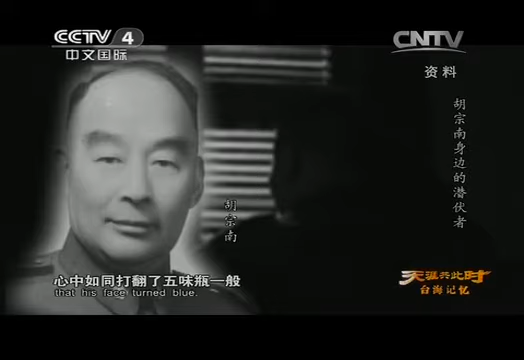 CCTV 4
中文国际
CNTV
资料
胡宗南身边的潜伏者
胡宗南
心中如同打翻了五味瓶一般
that his face turned blue.
天涯共此时
台海记忆